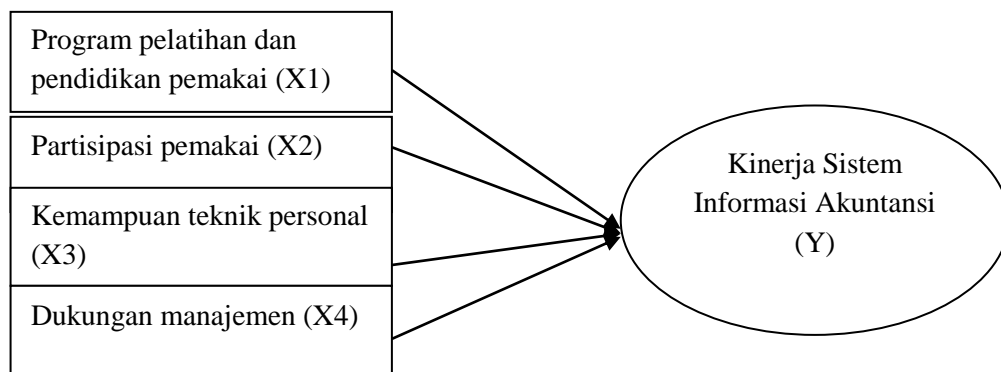 Program pelatihan dan
pendidikan pemakai (X1)
Partisipasi pemakai (X2)
Kemampuan teknik personal
(X3)
Dukungan manajemen (X4)
Kinerja Sistem
Informasi Akuntansi
(Y)